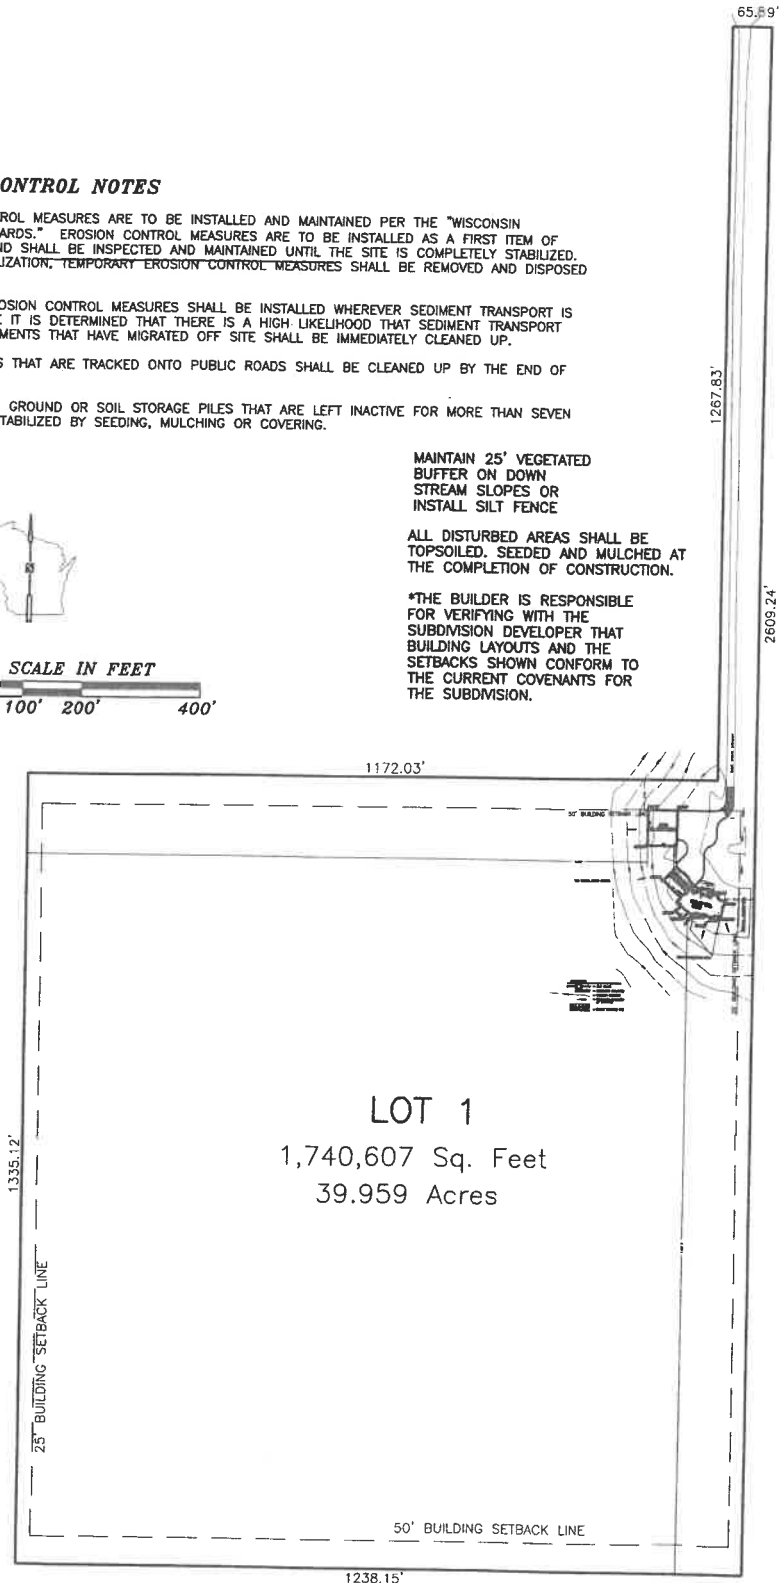 65.89'
ONTROL NOTES
ROL MEASURES ARE TO BE INSTALLED AND MAINTAINED PER THE "WISCONSIN
ARDS." EROSION CONTROL MEASURES ARE TO BE INSTALLED AS A FIRST ITEM OF
ND SHALL BE INSPECTED AND MAINTAINED UNTIL THE SITE IS COMPLETELY STABILIZED.
IZATION, TEMPORARY EROSION CONTROL MEASURES SHALL BE REMOVED AND DISPOSED
OSION CONTROL MEASURES SHALL BE INSTALLED WHEREVER SEDIMENT TRANSPORT IS
IT IS DETERMINED THAT THERE IS A HIGH LIKELIHOOD THAT SEDIMENT TRANSPORT
MENTS THAT HAVE MIGRATED OFF SITE SHALL BE IMMEDIATELY CLEANED UP.
S THAT ARE TRACKED ONTO PUBLIC ROADS SHALL BE CLEANED UP BY THE END OF
GROUND OR SOIL STORAGE PILES THAT ARE LEFT INACTIVE FOR MORE THAN SEVEN
TABILIZED BY SEEDING, MULCHING OR COVERING.
1267.83'
MAINTAIN 25' VEGETATED
BUFFER ON DOWN
STREAM SLOPES OR
INSTALL SILT FENCE
ALL DISTURBED AREAS SHALL BE
TOPSOILED. SEEDED AND MULCHED AT
THE COMPLETION OF CONSTRUCTION.
*THE BUILDER IS RESPONSIBLE
FOR VERIFYING WITH THE
SUBDIVISION DEVELOPER THAT
BUILDING LAYOUTS AND THE
SETBACKS SHOWN CONFORM TO
THE CURRENT COVENANTS FOR
THE SUBDIVISION.
2609.24'
SCALE IN FEET
100' 200' 400'
1172.03'
50' BUILDING SETBACK LINE
LOT 1
1,740,607 Sq. Feet
39.959 Acres
1335.12'
25' BUILDING SETBACK LINE
50' BUILDING SETBACK LINE
1238.15'